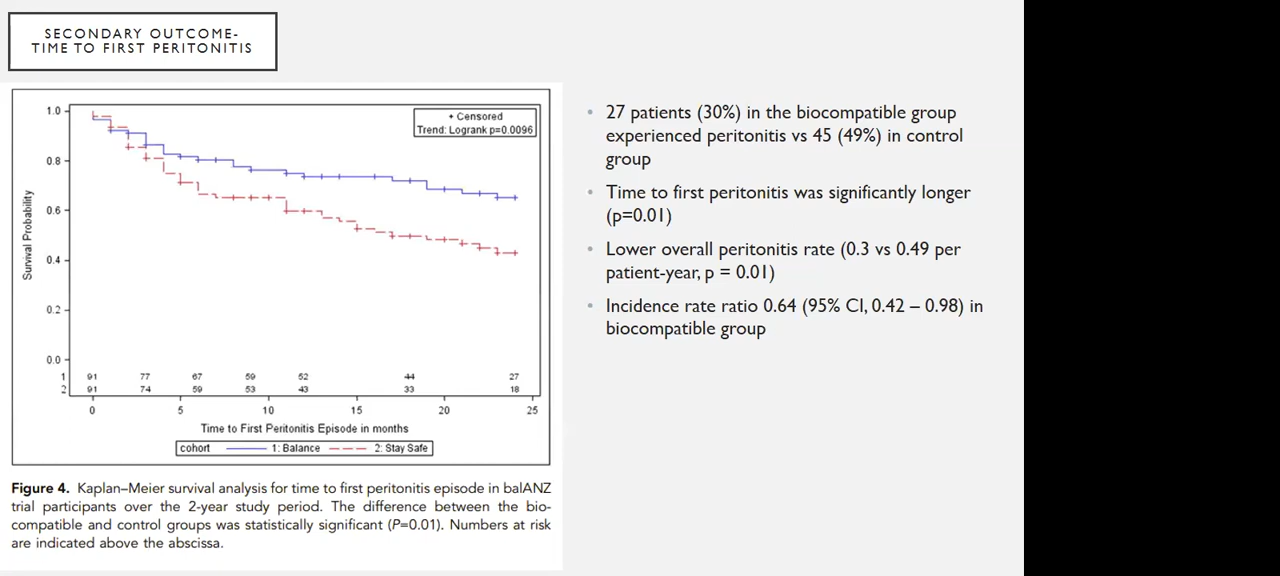 SECONDARY OUTCOME-
TIME TO FIRST PERITONITIS
+ Censored
Trend: Logrank p=0.0096
1.0
0.8
0.6
0.4
0.2
0.0
Survival Probability
1 91 77 67 59 52 44 27
2 91 74 59 53 43 33 18
0 5 10 15 20 25
Time to First Peritonitis Episode in months
cohort 1: Balance 2: Stay Safe
Figure 4. Kaplan–Meier survival analysis for time to first peritonitis episode in balANZ
trial participants over the 2-year study period. The difference between the bio-
compatible and control groups was statistically significant (P=0.01). Numbers at risk
are indicated above the abscissa.
• 27 patients (30%) in the biocompatible group
experienced peritonitis vs 45 (49%) in control
group
• Time to first peritonitis was significantly longer
(p=0.01)
• Lower overall peritonitis rate (0.3 vs 0.49 per
patient-year, p = 0.01)
• Incidence rate ratio 0.64 (95% CI, 0.42 – 0.98) in
biocompatible group